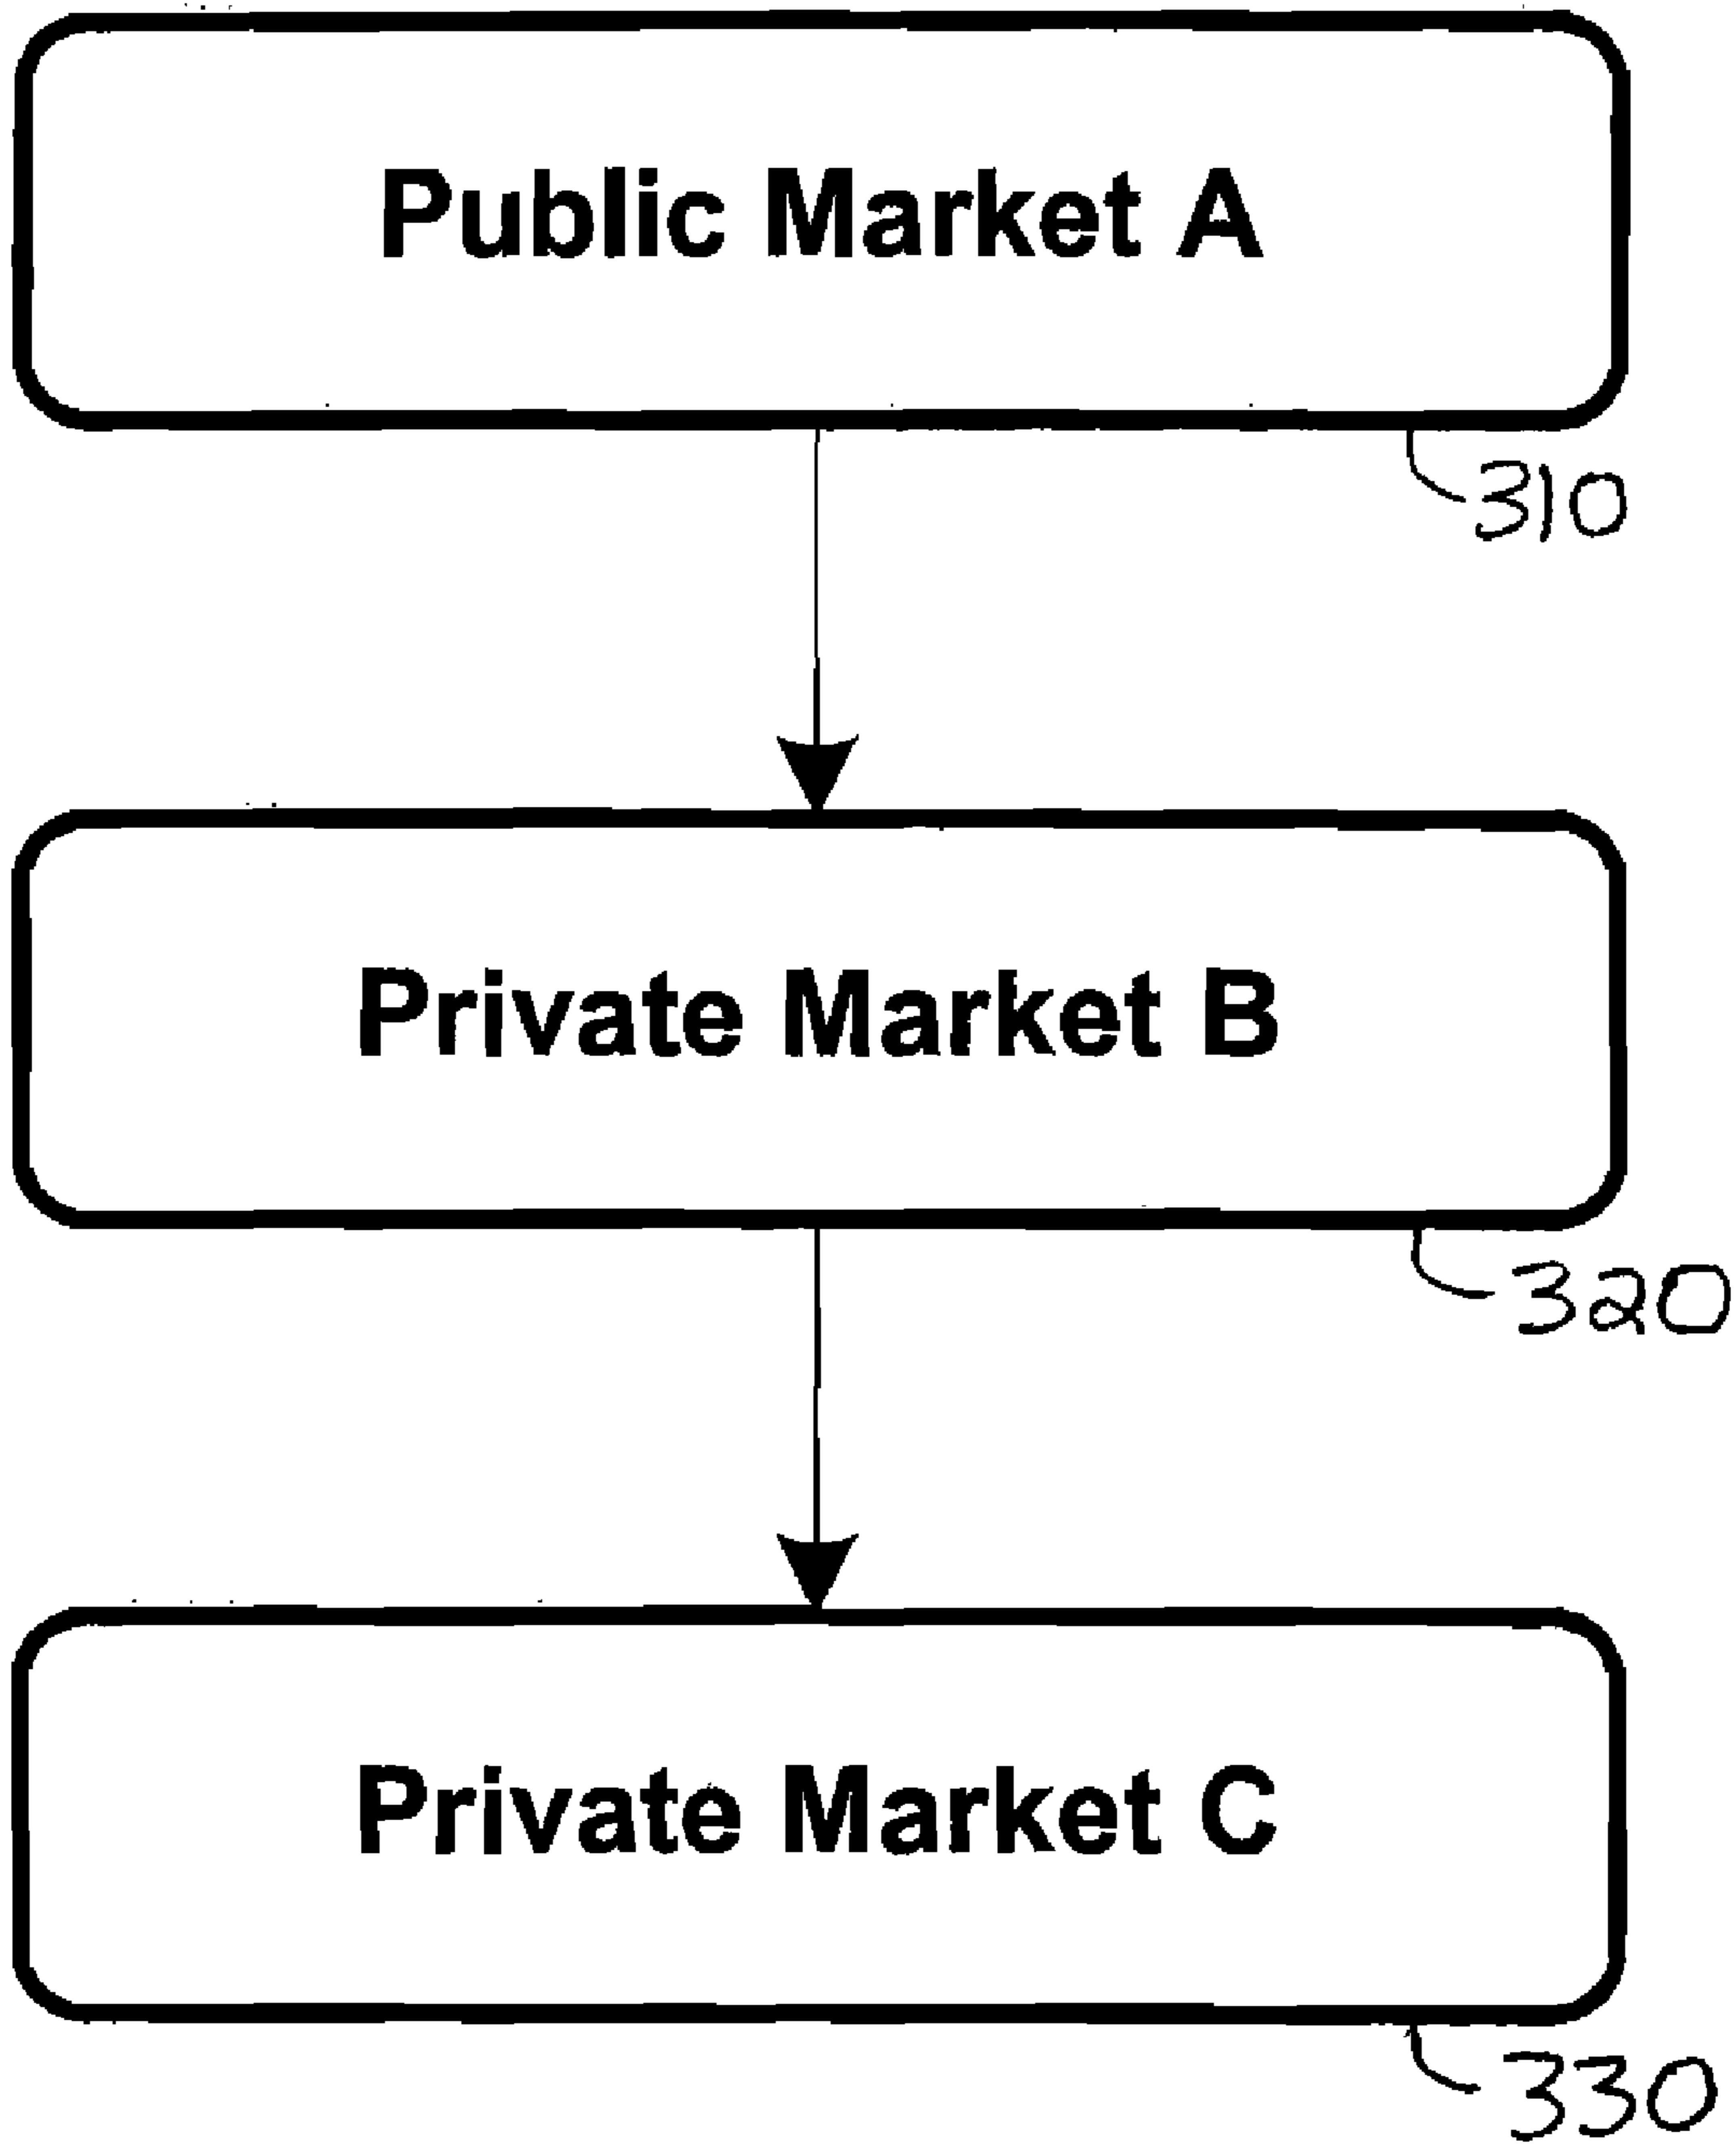 Public Market A
310
Private Market B
320
Private Market C
330